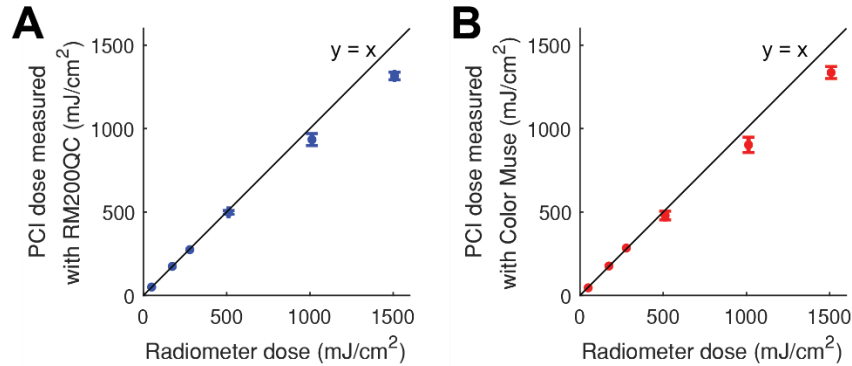 A
PCI dose measured
with RM200QC (mJ/cm²)
1500
1000
500
0
y = x
0 500 1000 1500
Radiometer dose (mJ/cm²)
B
PCI dose measured
with Color Muse (mJ/cm²)
1500
1000
500
0
y = x
0 500 1000 1500
Radiometer dose (mJ/cm²)